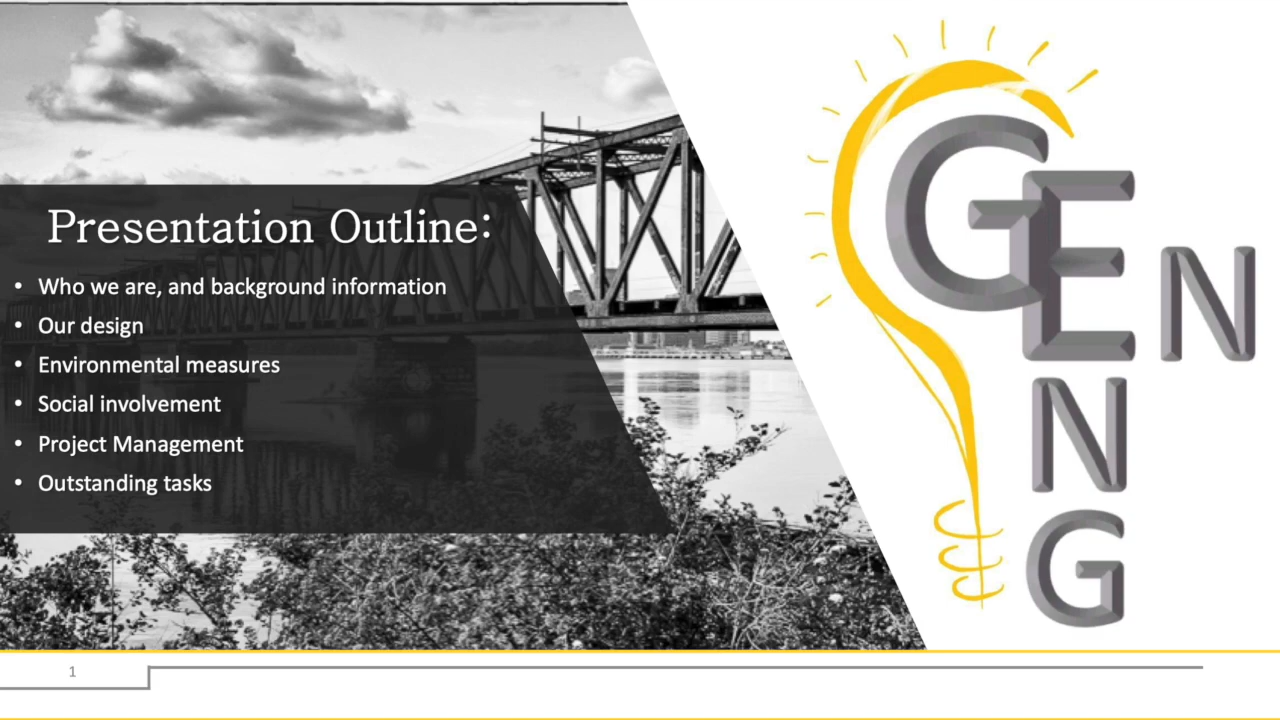 Presentation Outline:
• Who we are, and background information
• Our design
• Environmental measures
• Social involvement
• Project Management
• Outstanding tasks
GEN
ENG
1